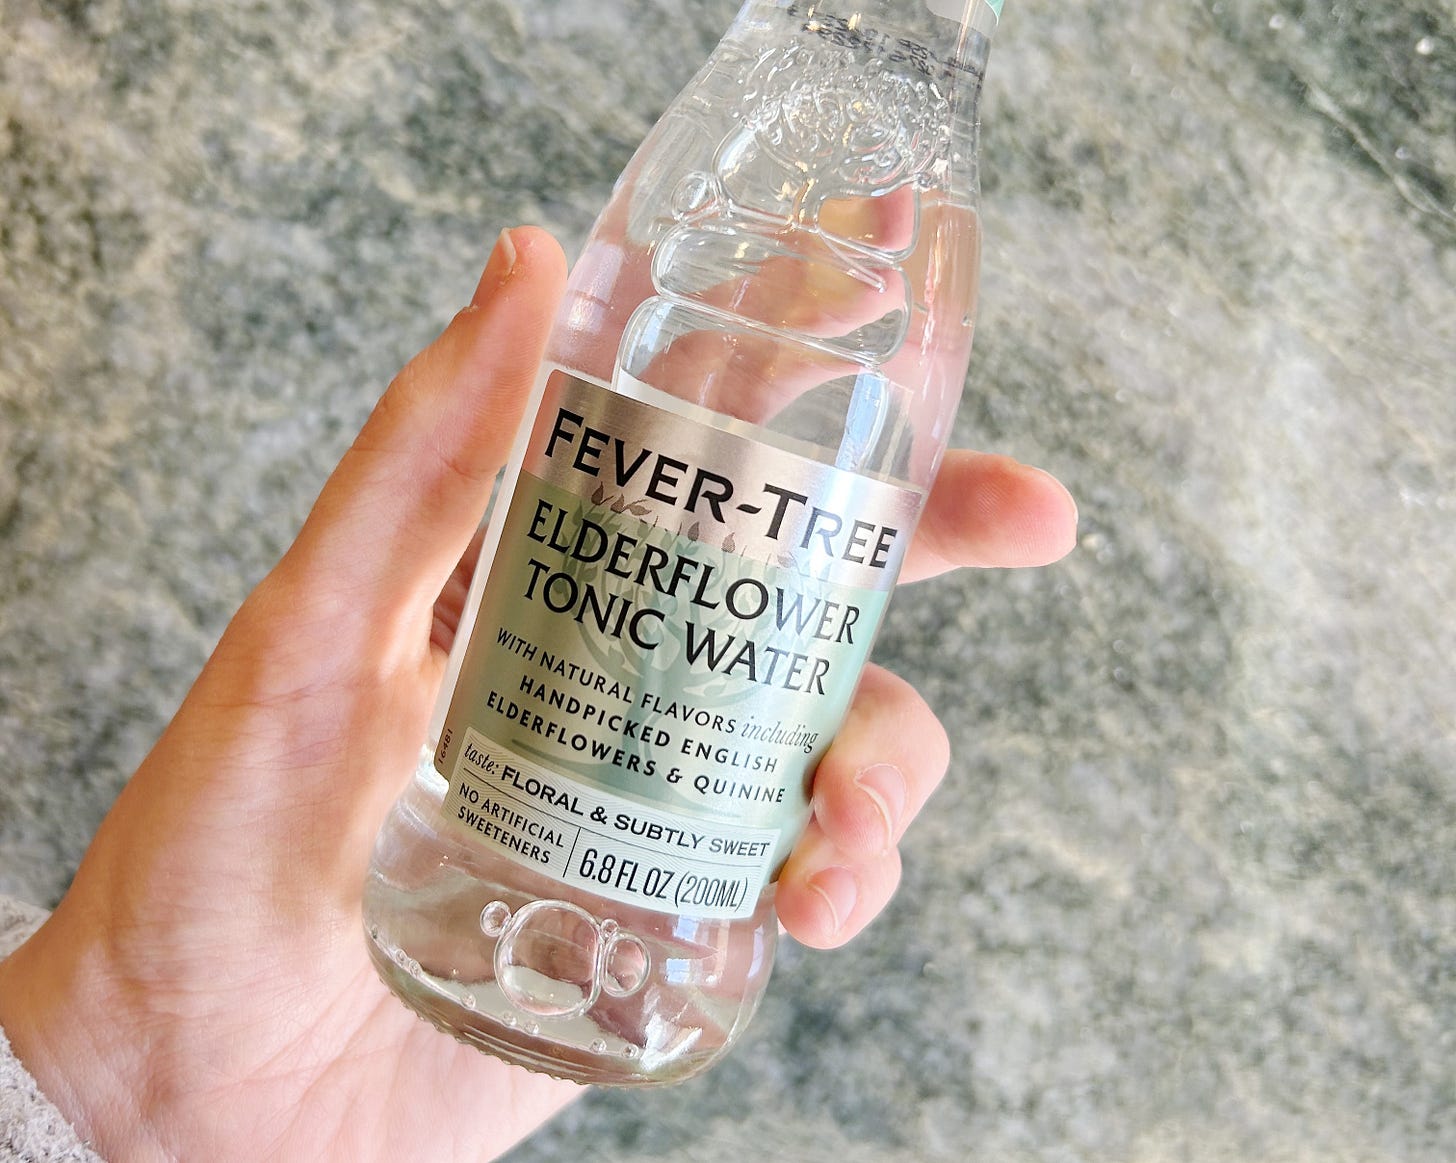 FEVER-TREE
ELDERFLOWER
TONIC WATER
WITH NATURAL FLAVORS including
HANDPICKED ENGLISH
ELDERFLOWERS & QUININE
taste: FLORAL & SUBTLY SWEET
NO ARTIFICIAL
SWEETENERS
6.8 FL OZ (200ML)
16481